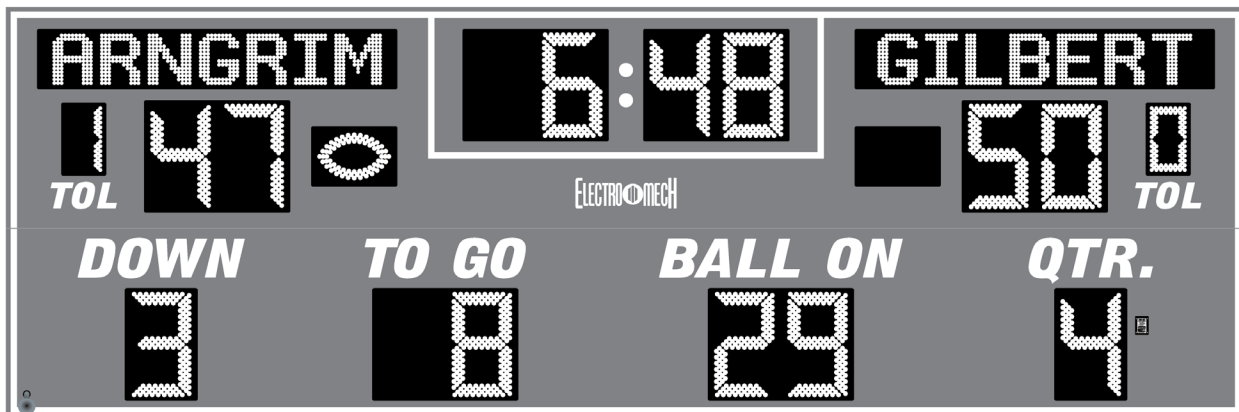 ARNGRIM 6:48 GILBERT
1 47 50 0
TOL TOL
ELECTRO MECH
DOWN TO GO BALL ON QTR.
3 8 29 4